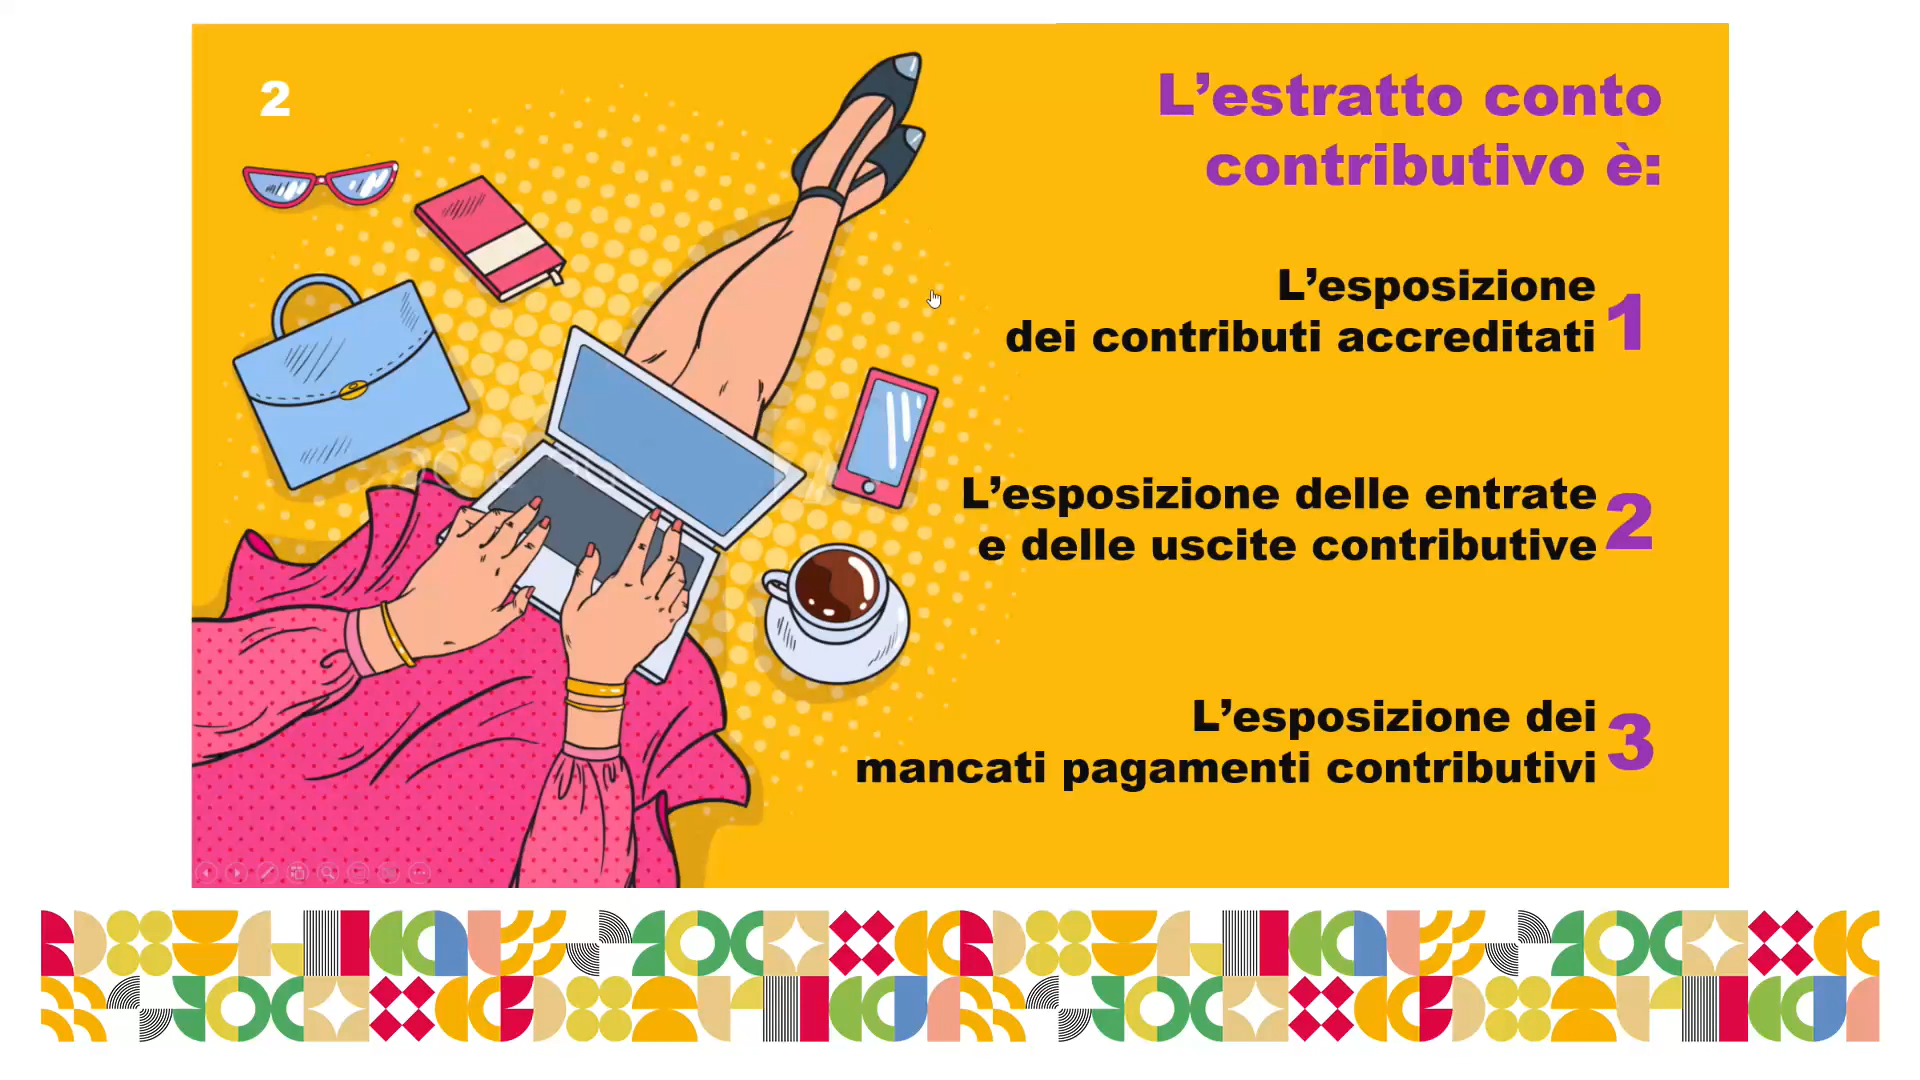 2
L’estratto conto
contributivo è:
L’esposizione
dei contributi accreditati
1
L’esposizione delle entrate
e delle uscite contributive
2
L’esposizione dei
mancati pagamenti contributivi
3